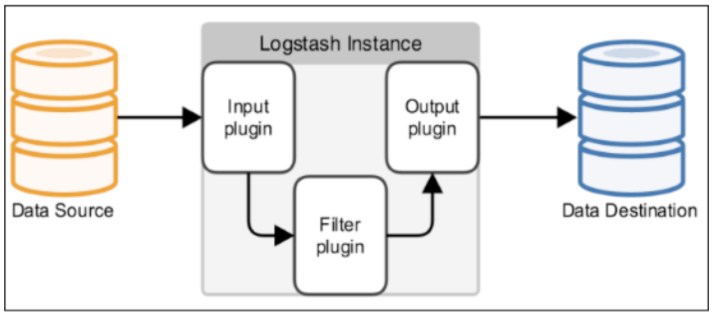 Logstash Instance
Input
plugin
Output
plugin
Data Source
Filter
plugin
Data Destination